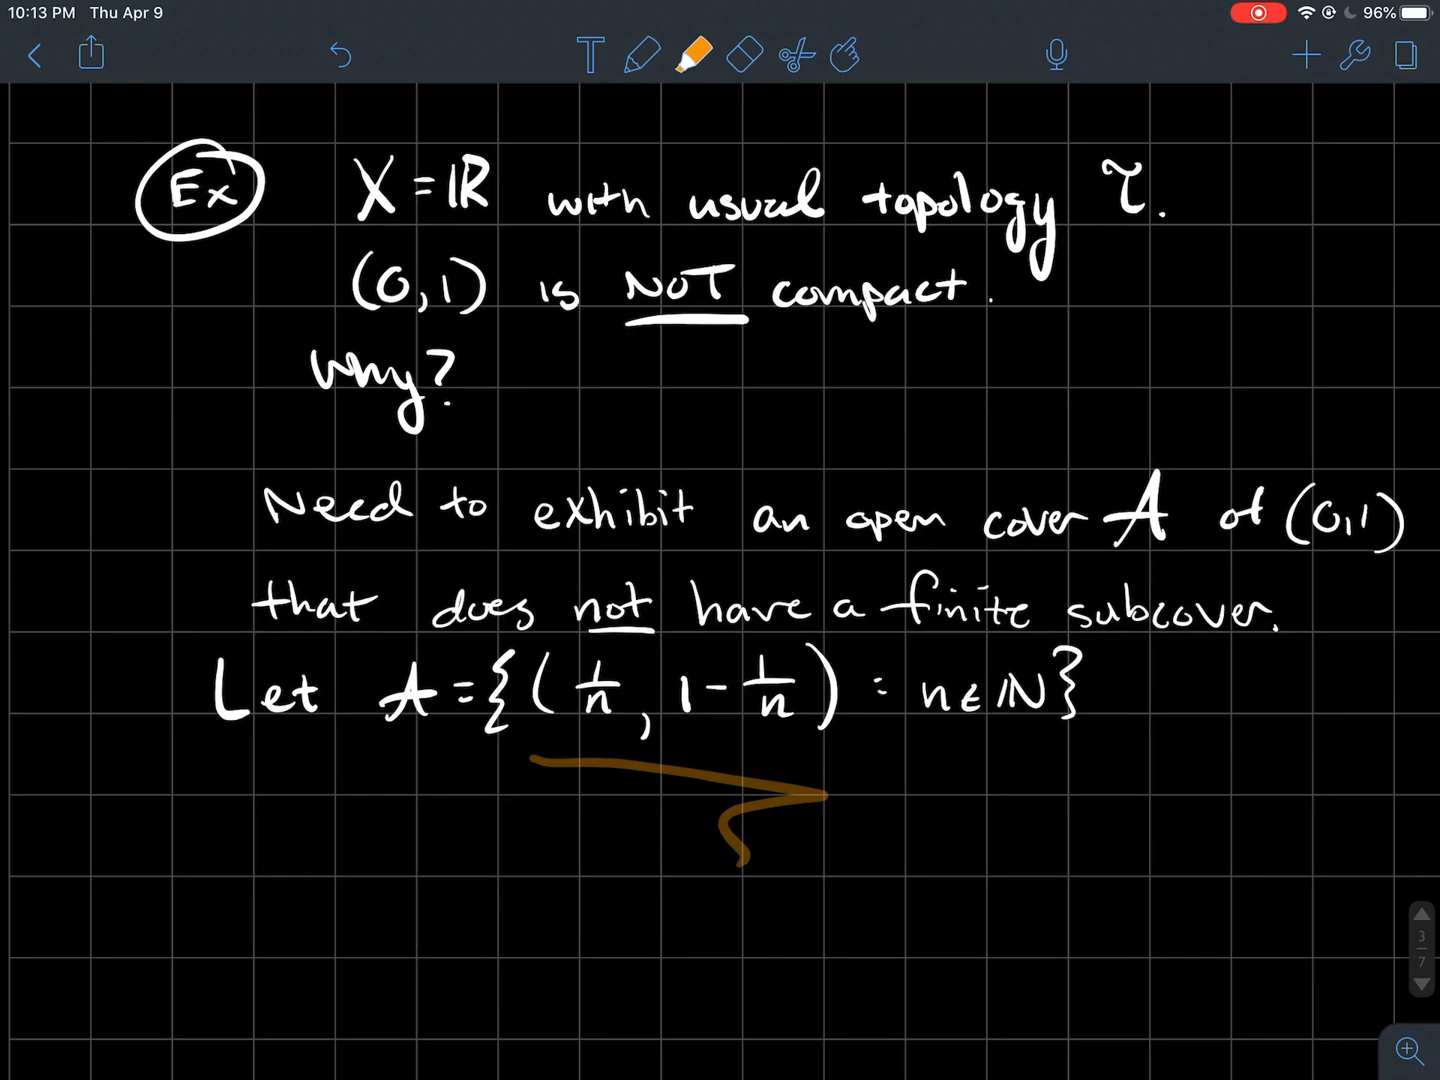 10:13 PM Thu Apr 9 96%
Ex X = ℝ with usual topology τ.
(0,1) is NOT compact.
Why?
Need to exhibit an open cover A of (0,1)
that does not have a finite subcover.
Let A = { (1/n, 1 - 1/n) : n ∈ ℕ }
3
7